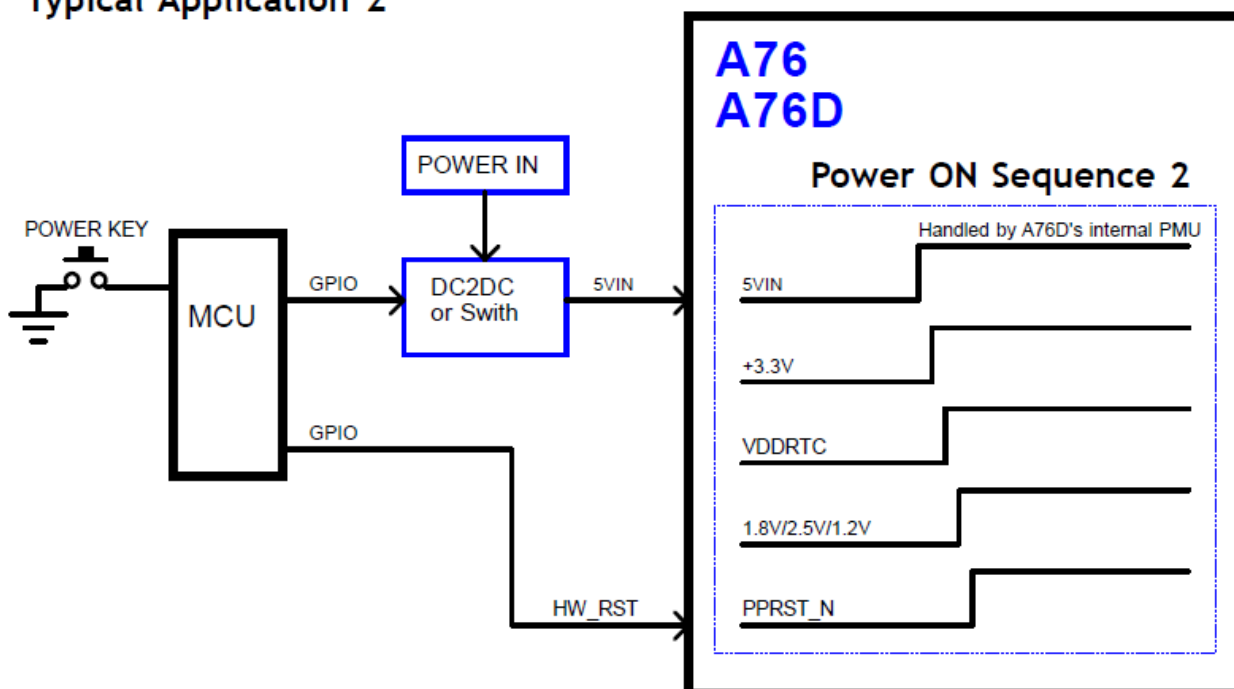 Typical Application 2
A76
A76D
POWER IN
Power ON Sequence 2
POWER KEY
Handled by A76D's internal PMU
GPIO
DC2DC
or Swith
5VIN
5VIN
MCU
+3.3V
GPIO
VDDRTC
1.8V/2.5V/1.2V
HW_RST
PPRST_N